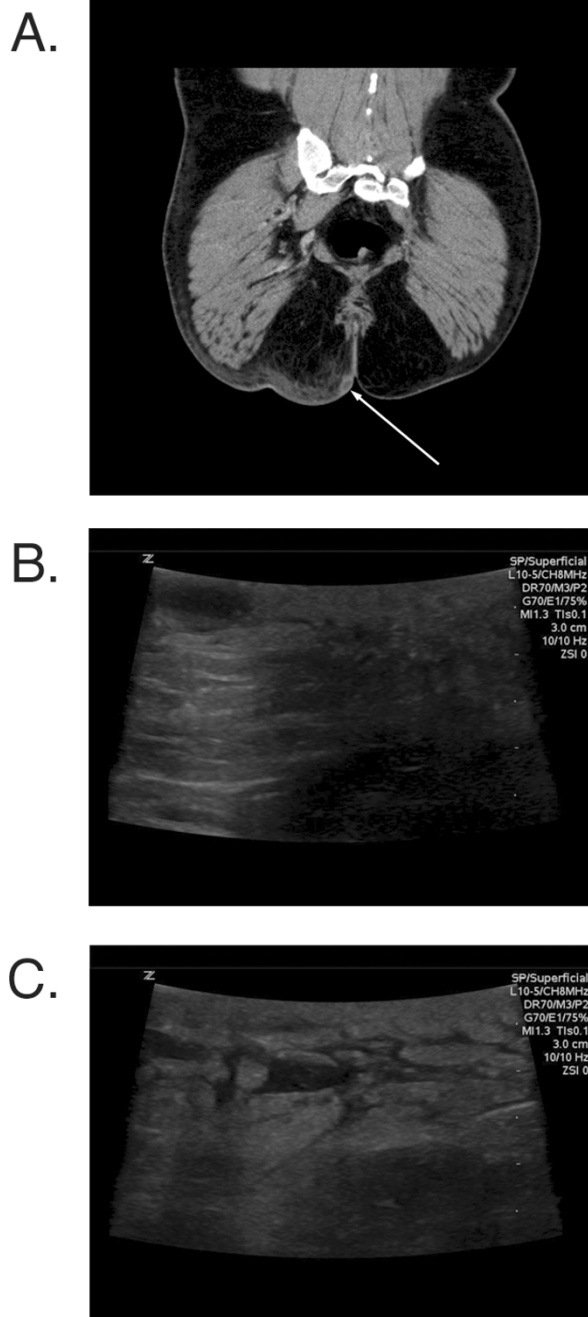 A.
B.
Z
SP/Superficial
L10-5/CH8MHz
DR70/M3/P2
G70/E1/75%
MI1.3 TIs0.1
3.0 cm
10/10 Hz
ZSI 0
C.
Z
SP/Superficial
L10-5/CH8MHz
DR70/M3/P2
G70/E1/75%
MI1.3 TIs0.1
3.0 cm
10/10 Hz
ZSI 0